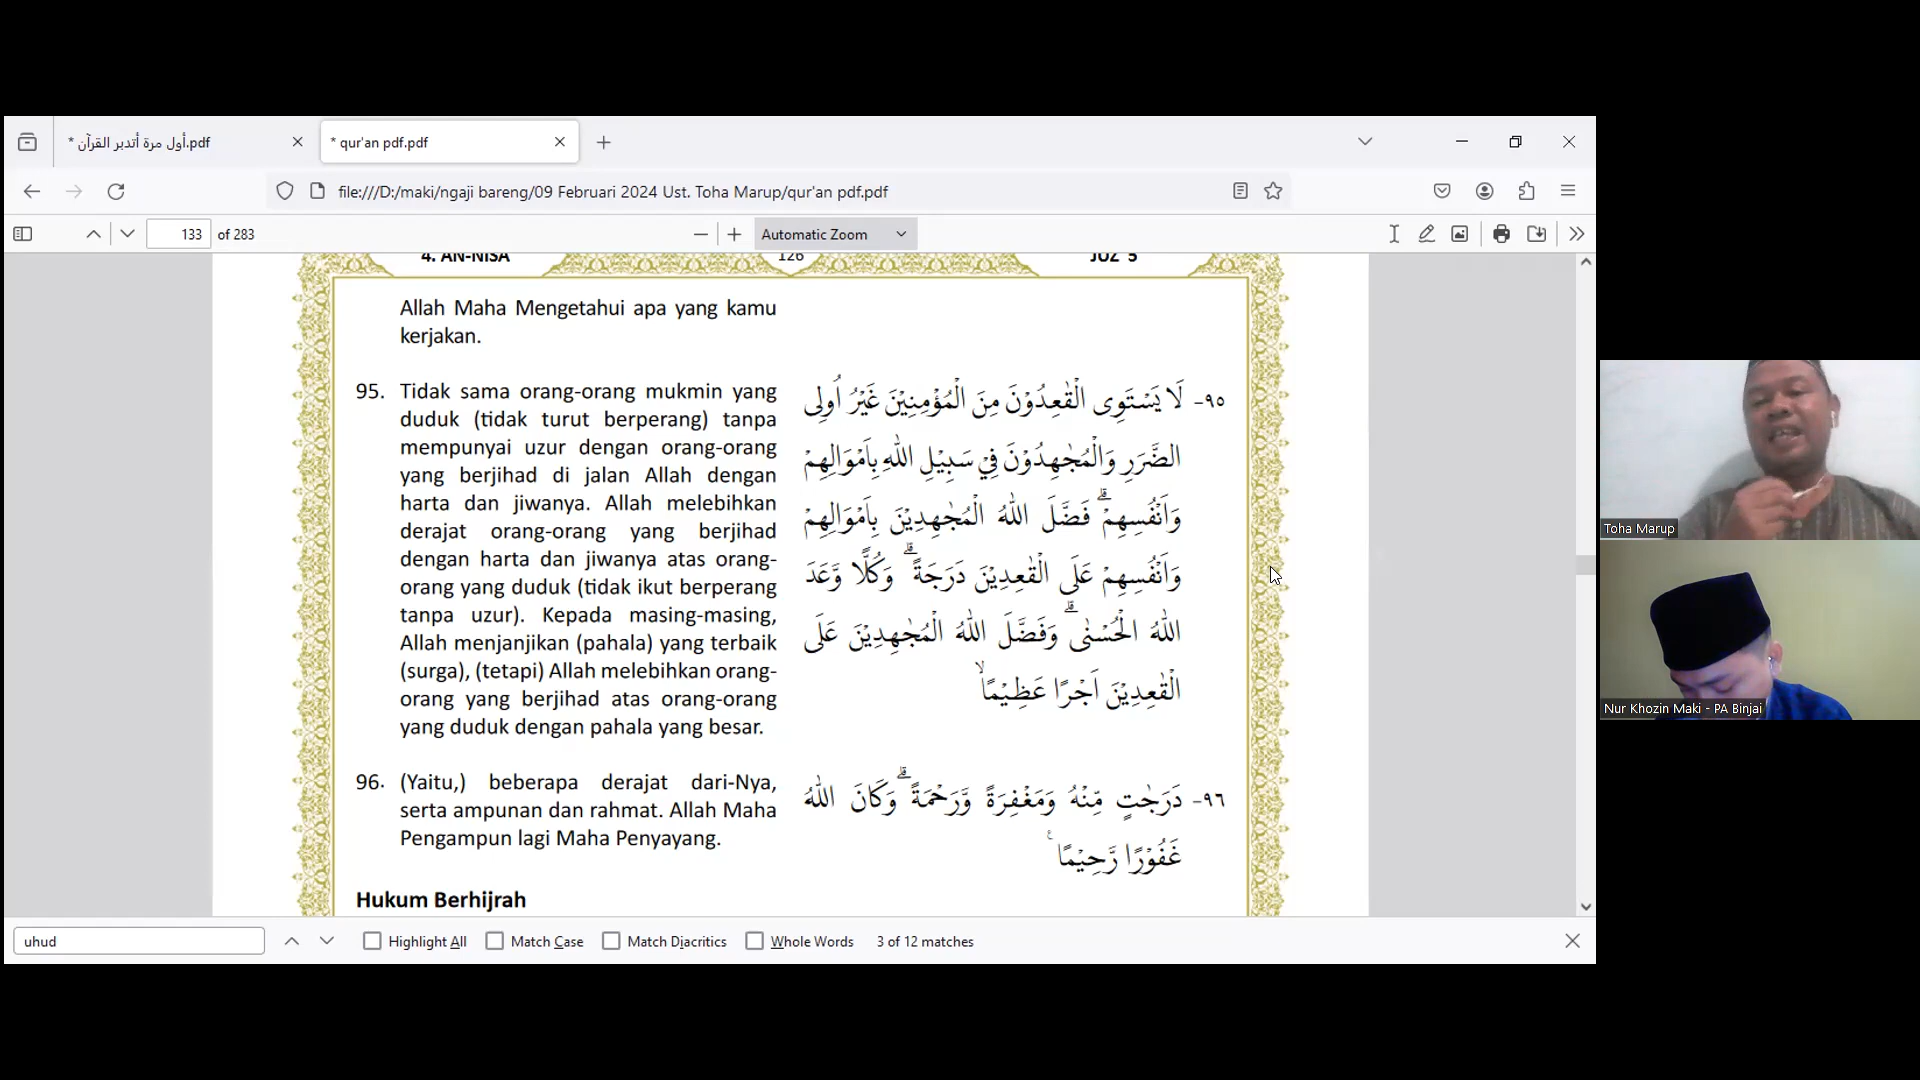 * أول مرة أتدبر القرآن.pdf
* qur'an pdf.pdf
file:///D:/maki/ngaji bareng/09 Februari 2024 Ust. Toha Marup/qur'an pdf.pdf
133 of 283
Automatic Zoom
4. AN-NISA
126
JUZ 5
Allah Maha Mengetahui apa yang kamu
kerjakan.
95. Tidak sama orang-orang mukmin yang
duduk (tidak turut berperang) tanpa
mempunyai uzur dengan orang-orang
yang berjihad di jalan Allah dengan
harta dan jiwanya. Allah melebihkan
derajat orang-orang yang berjihad
dengan harta dan jiwanya atas orang-
orang yang duduk (tidak ikut berperang
tanpa uzur). Kepada masing-masing,
Allah menjanjikan (pahala) yang terbaik
(surga), (tetapi) Allah melebihkan orang-
orang yang berjihad atas orang-orang
yang duduk dengan pahala yang besar.
٩٥- لَا يَسْتَوِى الْقٰعِدُوْنَ مِنَ الْمُؤْمِنِيْنَ غَيْرُ اُولِى
الضَّرَرِ وَالْمُجٰهِدُوْنَ فِيْ سَبِيْلِ اللّٰهِ بِاَمْوَالِهِمْ
وَاَنْفُسِهِمْۗ فَضَّلَ اللّٰهُ الْمُجٰهِدِيْنَ بِاَمْوَالِهِمْ
وَاَنْفُسِهِمْ عَلَى الْقٰعِدِيْنَ دَرَجَةًۗ وَكُلًّا وَّعَدَ
اللّٰهُ الْحُسْنٰىۗ وَفَضَّلَ اللّٰهُ الْمُجٰهِدِيْنَ عَلَى
الْقٰعِدِيْنَ اَجْرًا عَظِيْمًاۙ
96. (Yaitu,) beberapa derajat dari-Nya,
serta ampunan dan rahmat. Allah Maha
Pengampun lagi Maha Penyayang.
٩٦- دَرَجٰتٍ مِّنْهُ وَمَغْفِرَةً وَّرَحْمَةًۗ وَكَانَ اللّٰهُ
غَفُوْرًا رَّحِيْمًاࣖ
Hukum Berhijrah
uhud
Highlight All
Match Case
Match Diacritics
Whole Words
3 of 12 matches
Toha Marup
Nur Khozin Maki - PA Binjai